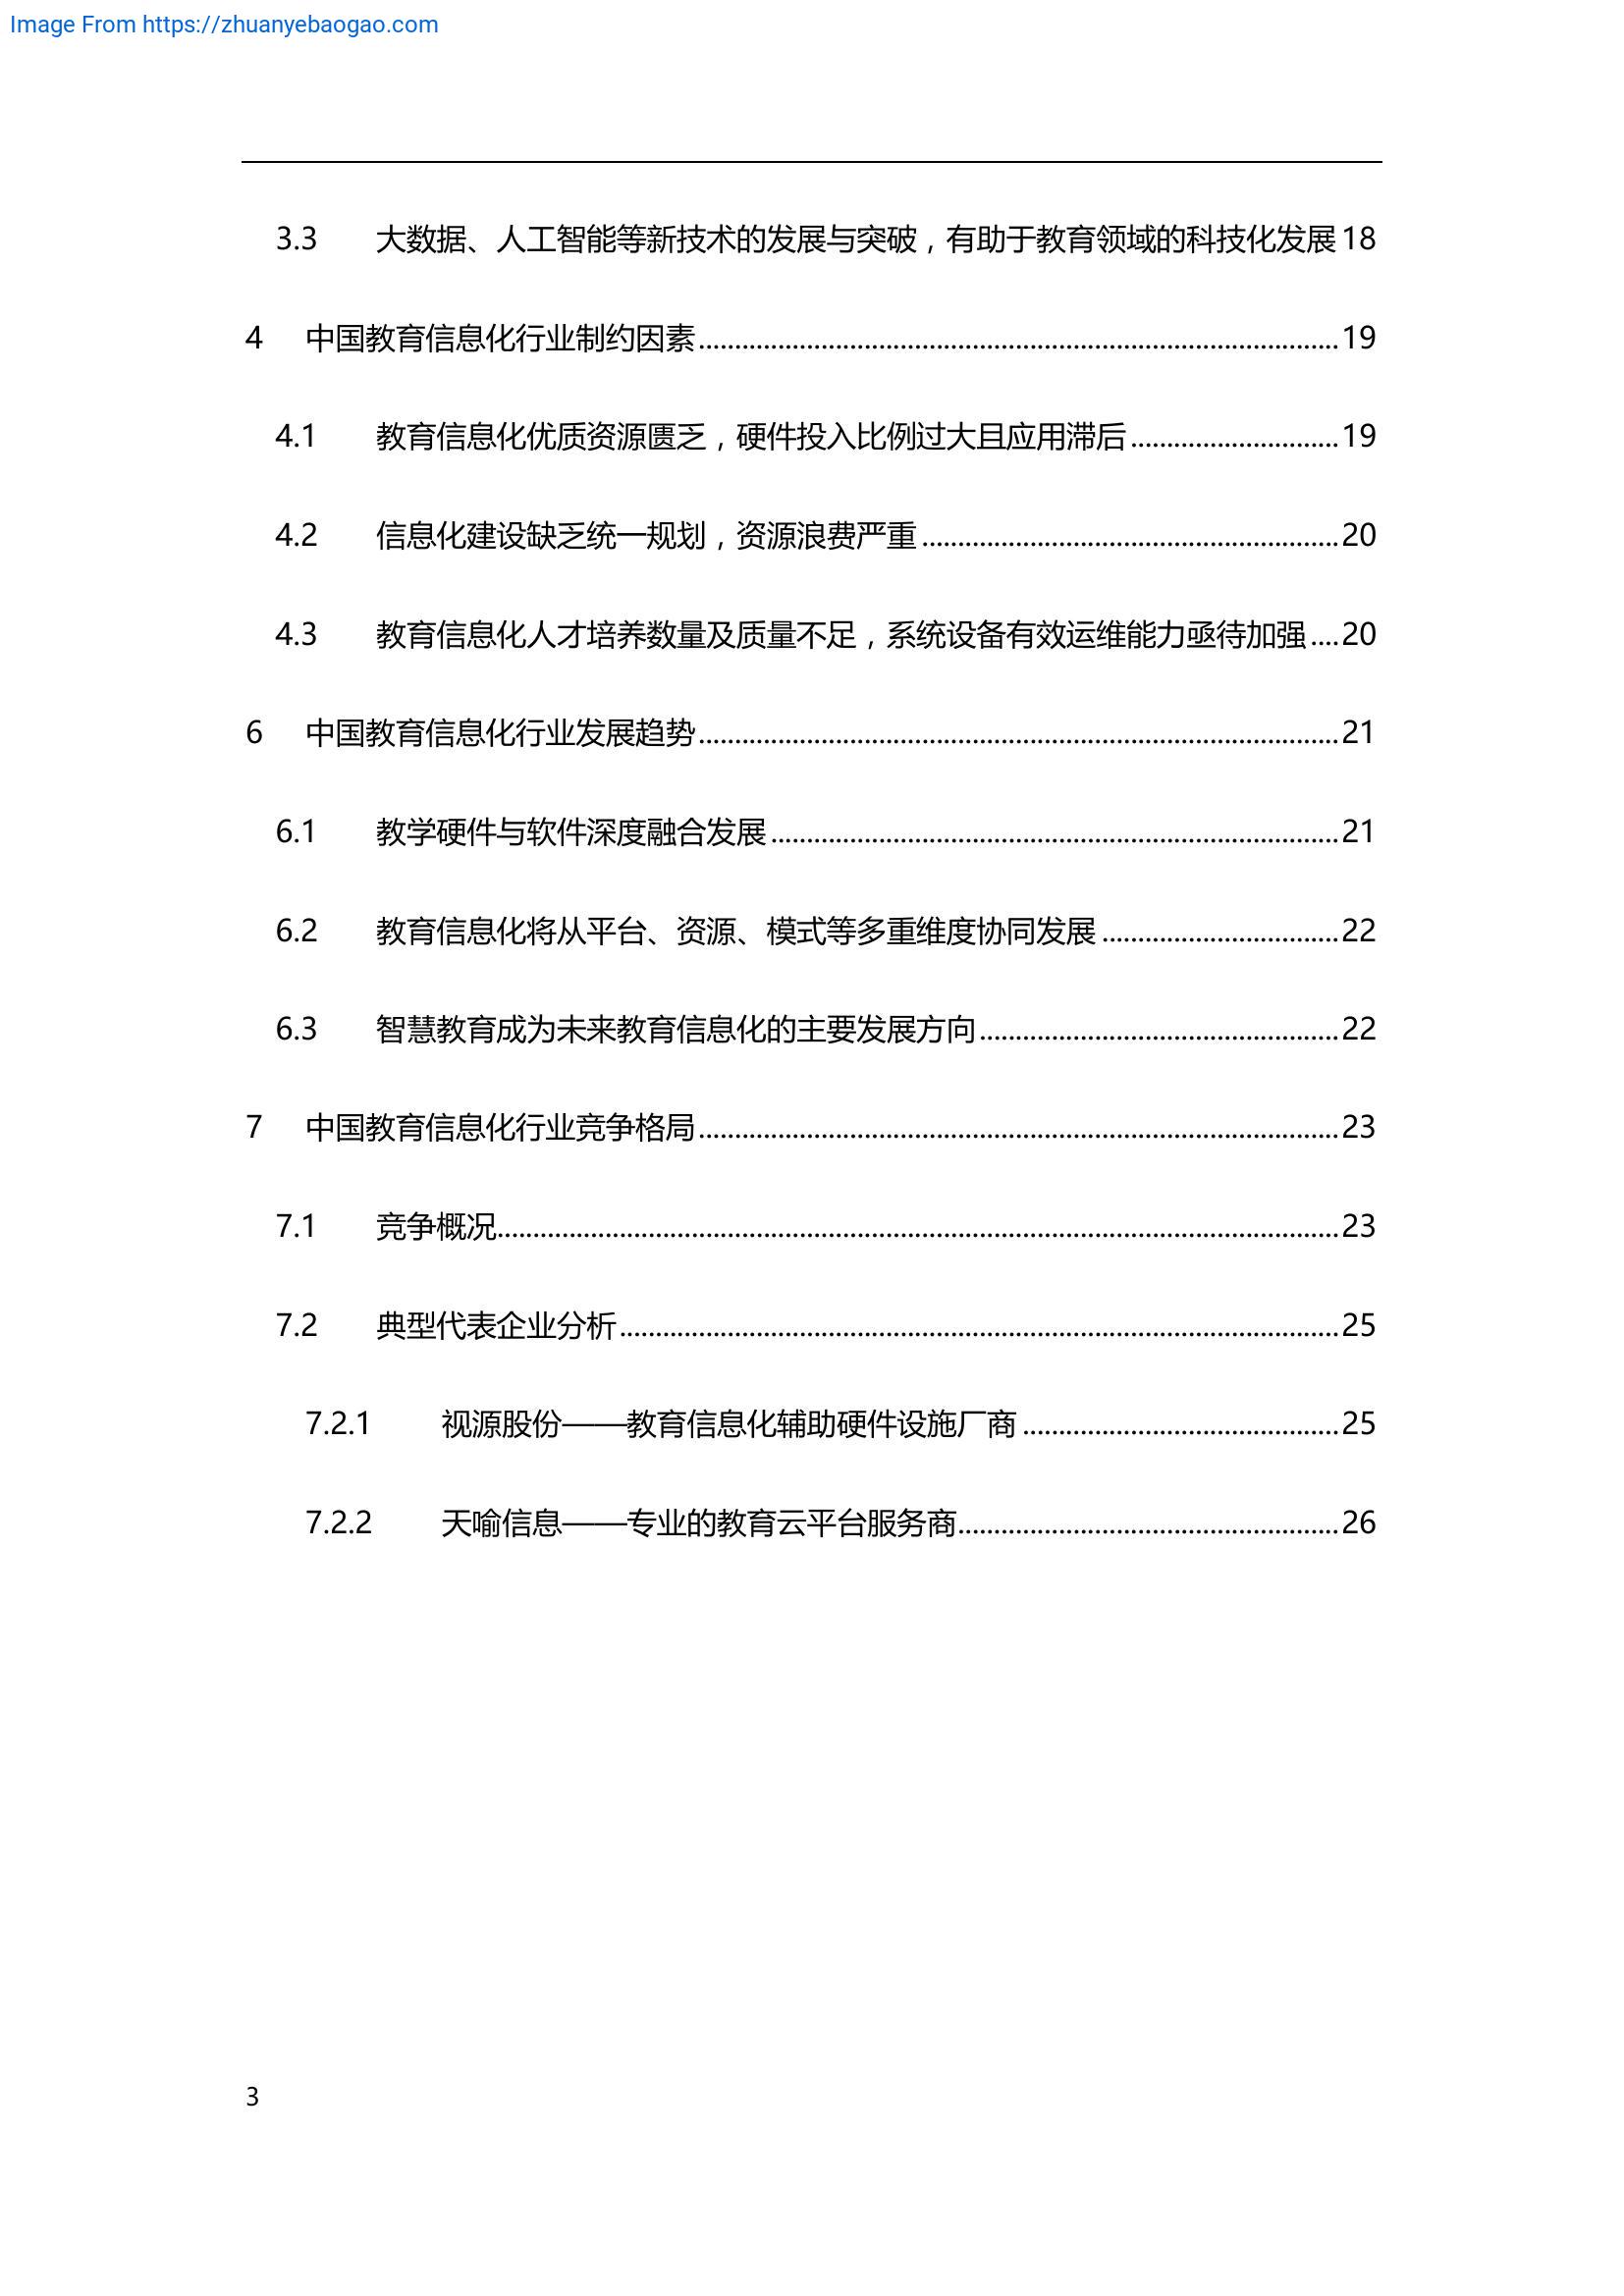 Image From https://zhuanyebaogao.com
3.3 大数据、人工智能等新技术的发展与突破，有助于教育领域的科技化发展 18
4 中国教育信息化行业制约因素 19
4.1 教育信息化优质资源匮乏，硬件投入比例过大且应用滞后 19
4.2 信息化建设缺乏统一规划，资源浪费严重 20
4.3 教育信息化人才培养数量及质量不足，系统设备有效运维能力亟待加强 20
6 中国教育信息化行业发展趋势 21
6.1 教学硬件与软件深度融合发展 21
6.2 教育信息化将从平台、资源、模式等多重维度协同发展 22
6.3 智慧教育成为未来教育信息化的主要发展方向 22
7 中国教育信息化行业竞争格局 23
7.1 竞争概况 23
7.2 典型代表企业分析 25
7.2.1 视源股份——教育信息化辅助硬件设施厂商 25
7.2.2 天喻信息——专业的教育云平台服务商 26
3